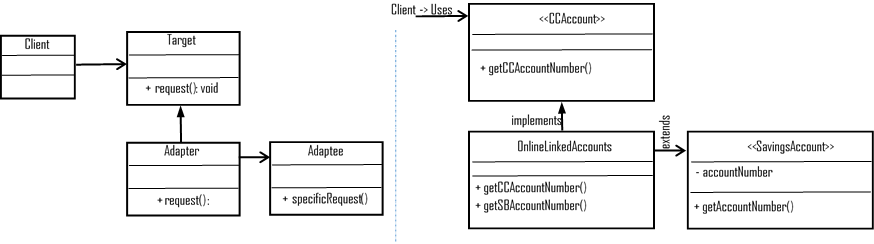 Client
Target
+ request(); void
Adapter
+request() ;
Adaptee
+ specificRequest()
Client -> Uses
<<CCAccount>>
+ getCCAccountNumber()
implements
OnlineLinkedAccounts
+ getCCAccountNumber()
+ getSBAccountNumber()
extends
<<SavingsAccount>>
- accountNumber
+ getAccountNumber()